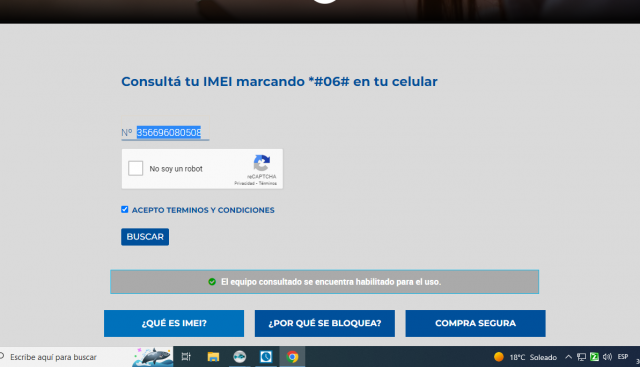 Consultá tu IMEI marcando *#06# en tu celular
Nº 356696080508
No soy un robot
reCAPTCHA
Privacidad - Términos
ACEPTO TERMINOS Y CONDICIONES
BUSCAR
El equipo consultado se encuentra habilitado para el uso.
¿QUÉ ES IMEI?
¿POR QUÉ SE BLOQUEA?
COMPRA SEGURA
Escribe aquí para buscar
18°C Soleado
ESP